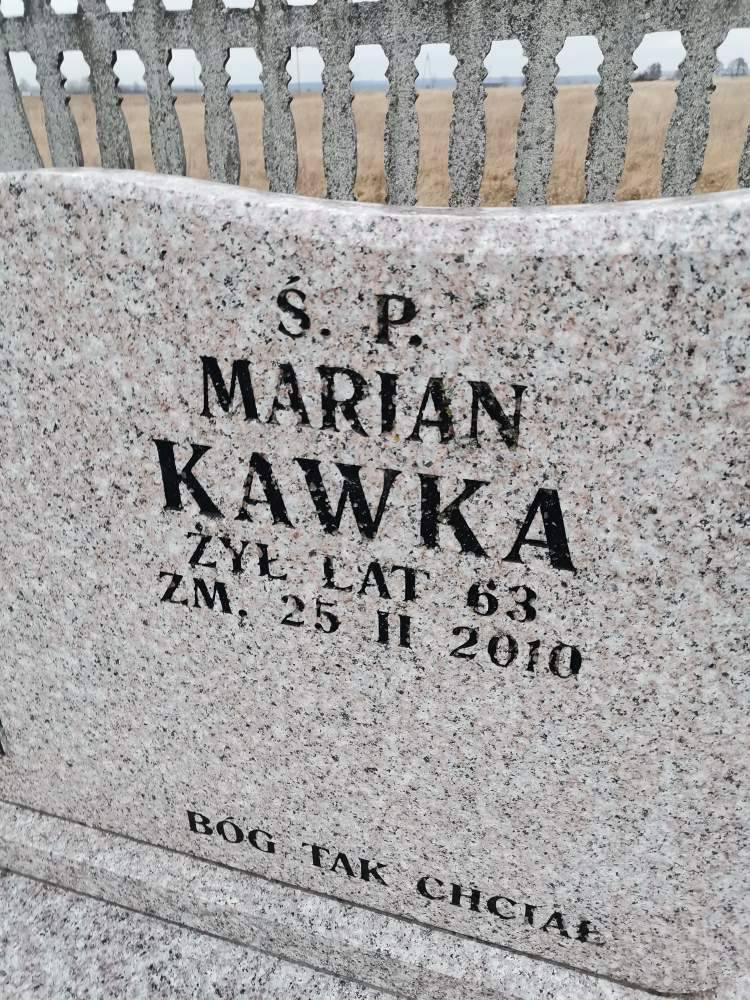 Ś. P.
MARIAN
KAWKA
ŻYŁ LAT 63
ZM. 25 II 2010
BÓG TAK CHCIAŁ